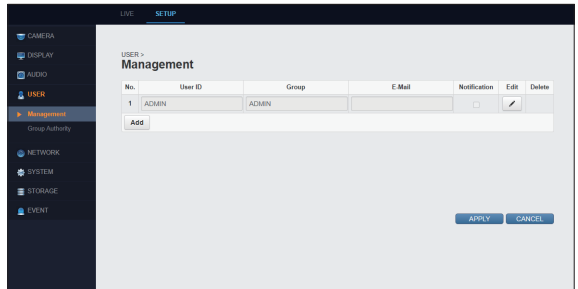 LIVE SETUP
CAMERA
DISPLAY
AUDIO
USER
Management
Group Authority
NETWORK
SYSTEM
STORAGE
EVENT
USER >
Management
No. User ID Group E-Mail Notification Edit Delete
1 ADMIN ADMIN
Add
APPLY CANCEL